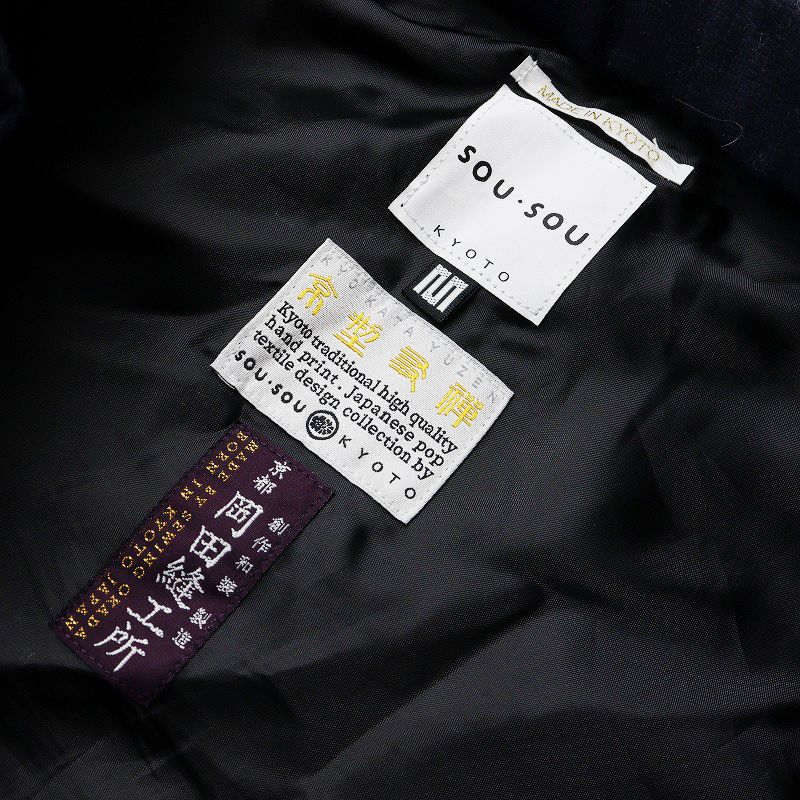 MADE IN KYOTO
SOU・SOU
KYOTO
KYO KATA YUZEN
京型友禅
Kyoto traditional high quality
hand print. Japanese pop
textile design collection by
SOU・SOU KYOTO
京都 創作和装 製造
岡田縫工所
MADE BY SEWING OKADA
BORN IN KYOTO JAPAN